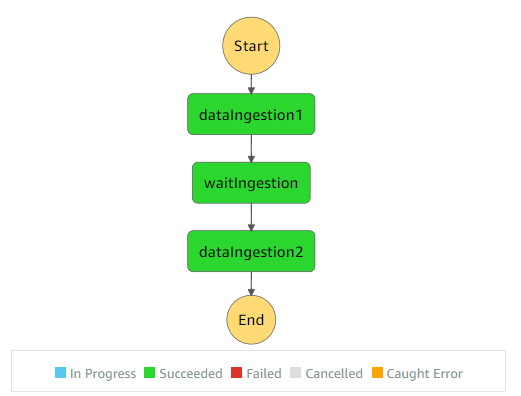 Start
dataIngestion1
waitIngestion
dataIngestion2
End
In Progress Succeeded Failed Cancelled Caught Error